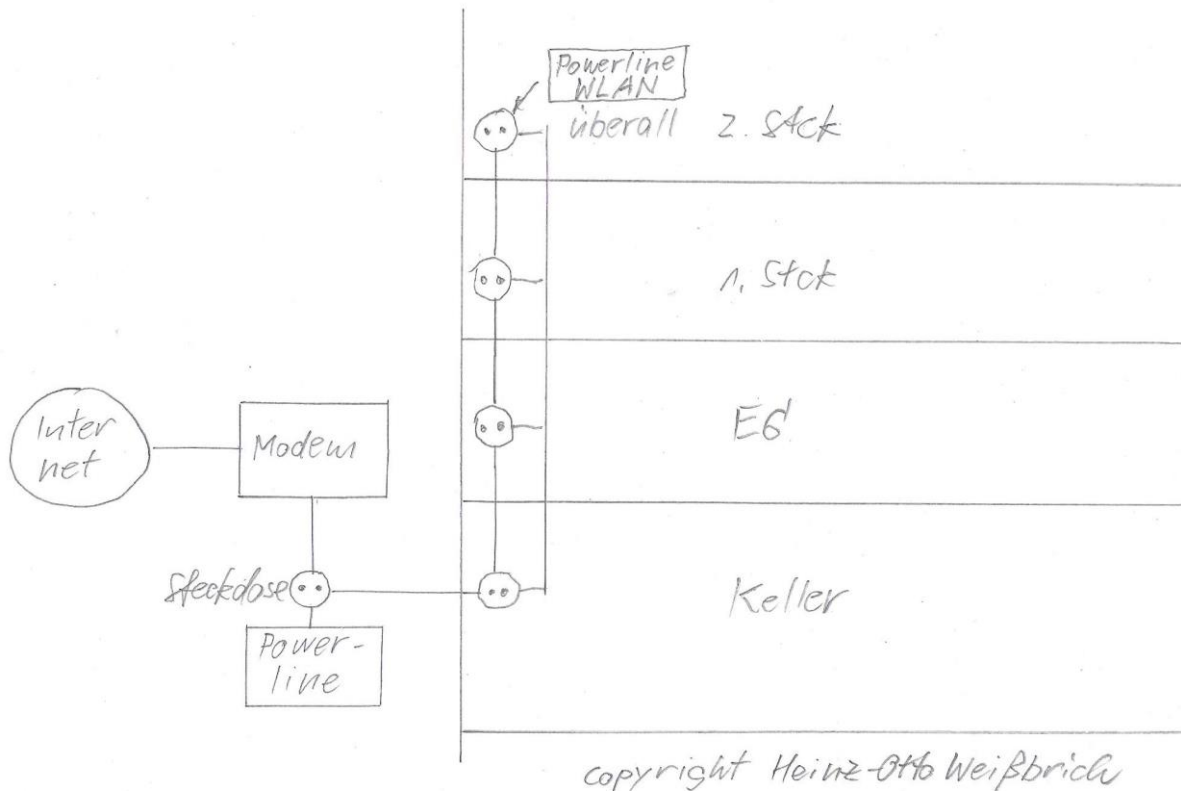 Powerline
WLAN
überall 2. Stck
1. Stck
EG
Inter
net
Modem
Steckdose
Power-
line
Keller
copyright Heinz-Otto Weißbrich